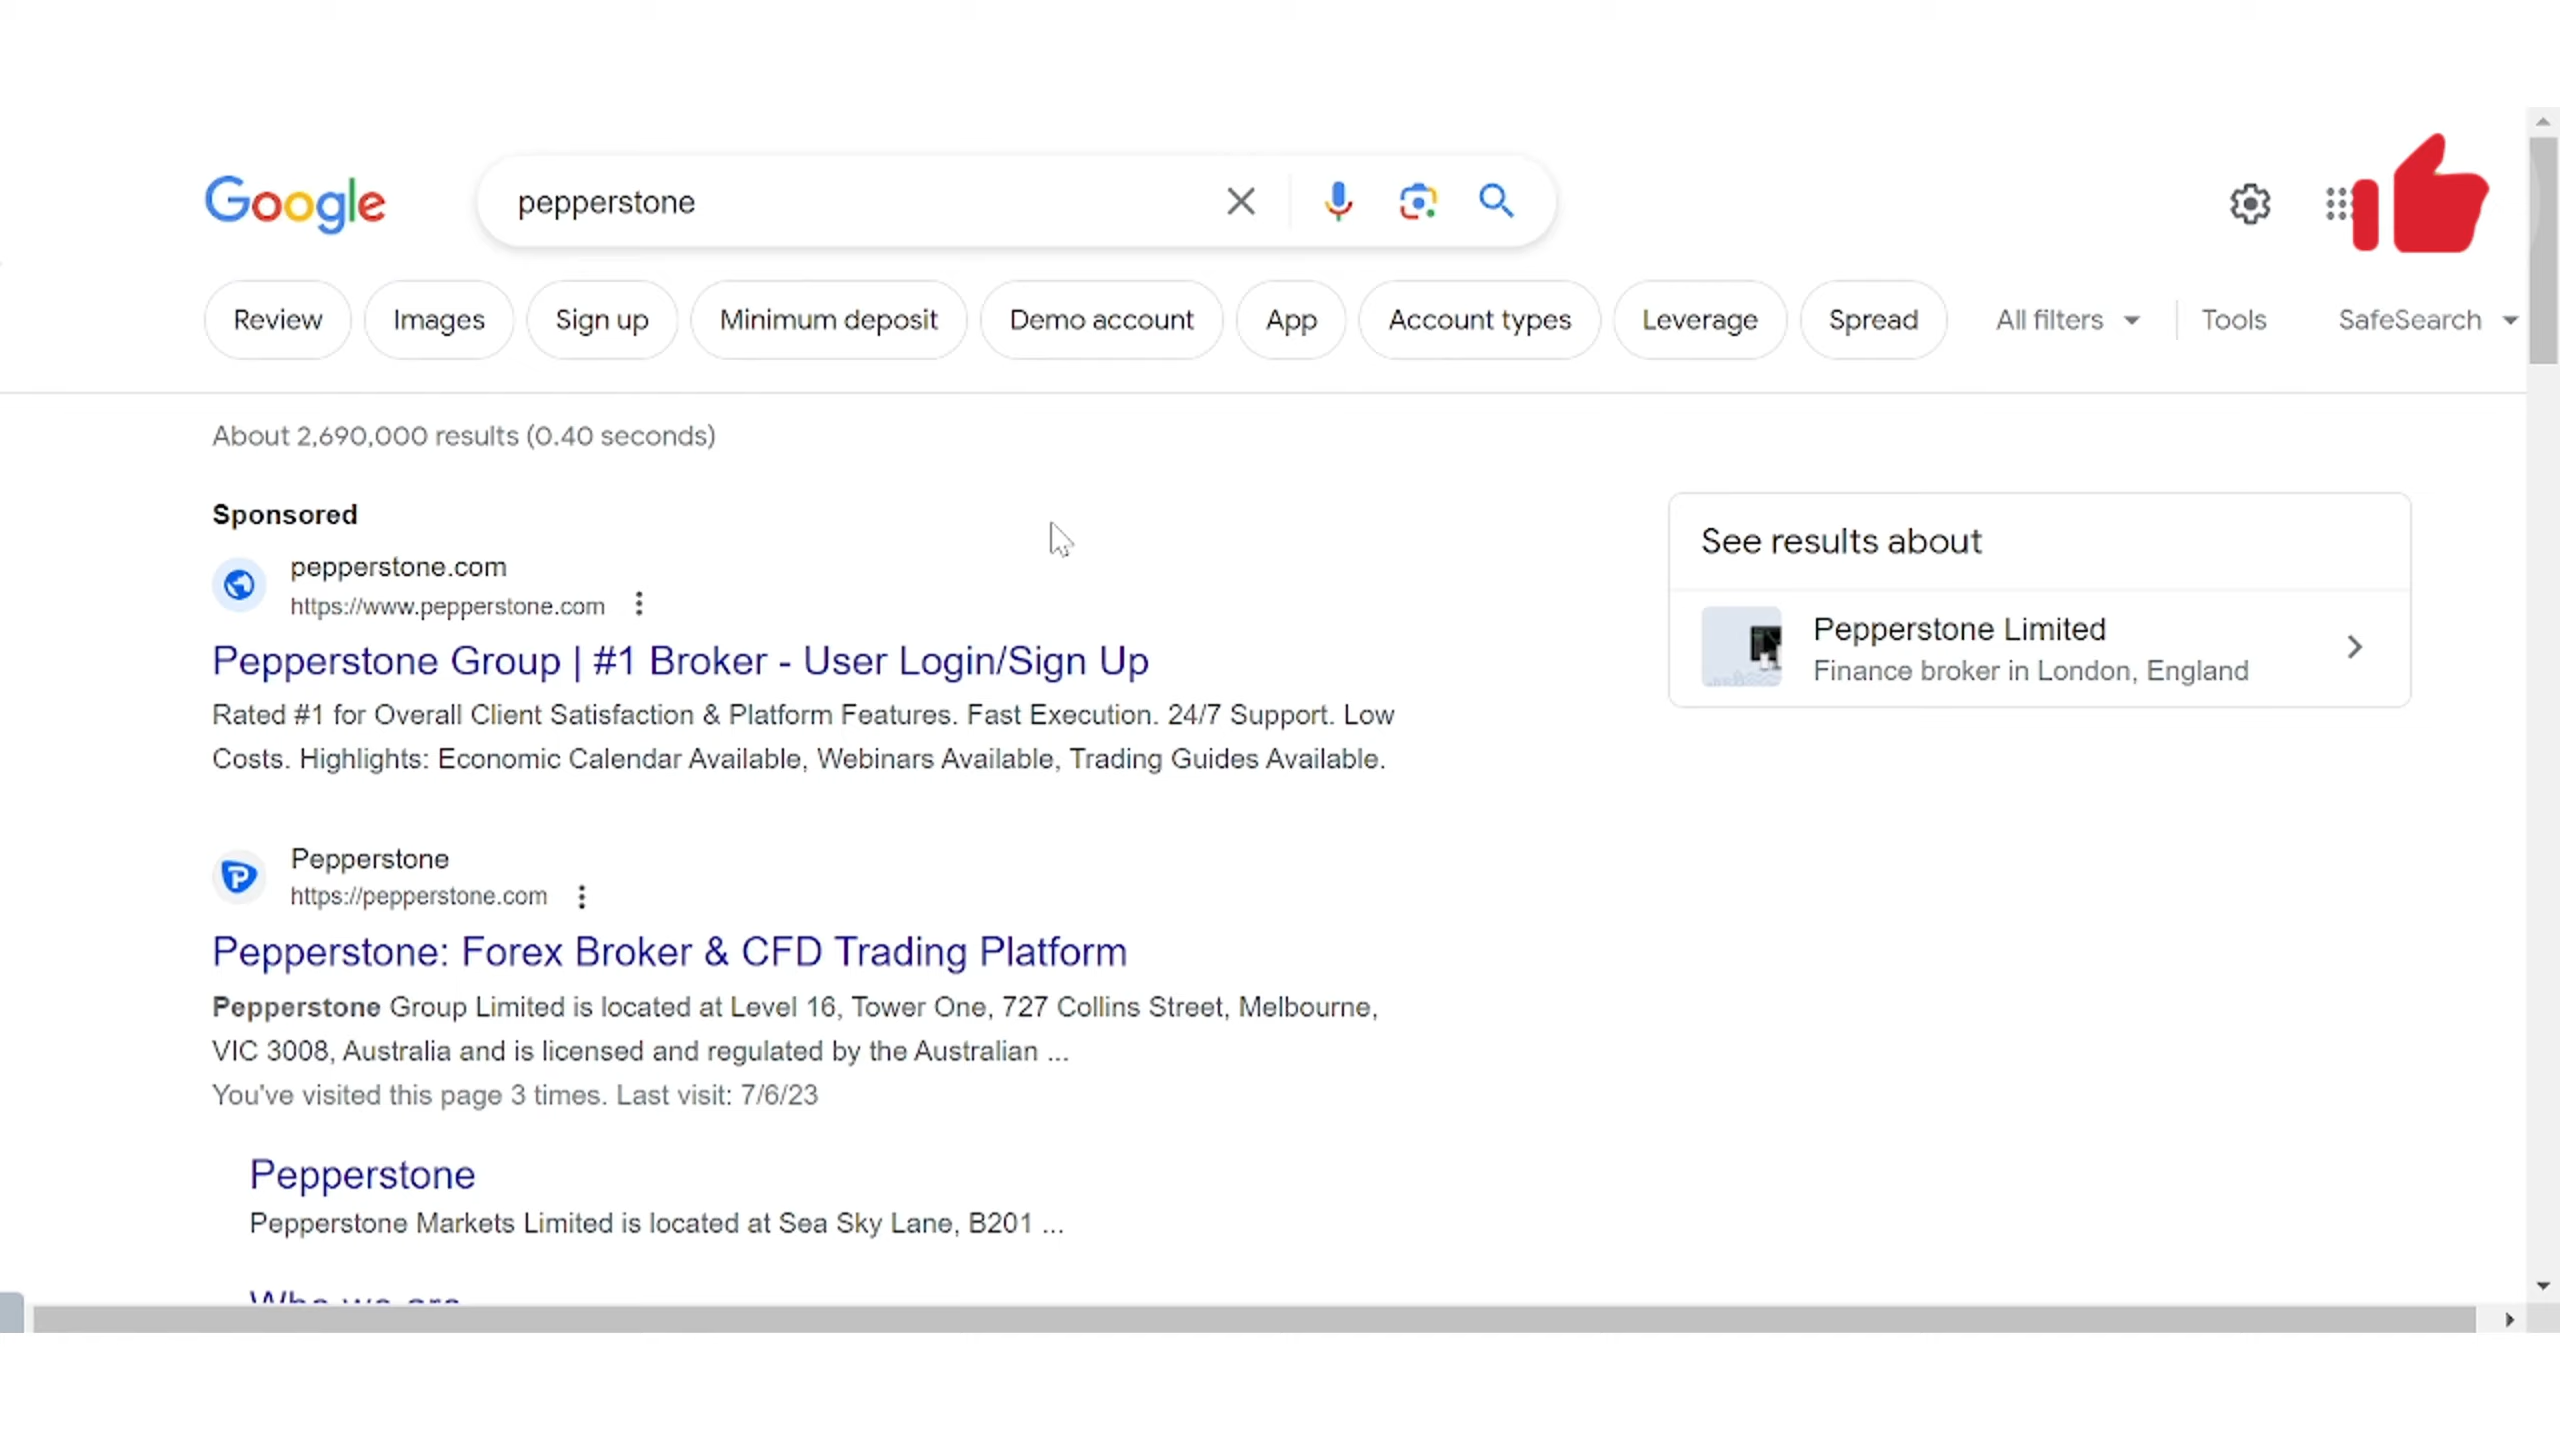 Google
pepperstone
Review
Images
Sign up
Minimum deposit
Demo account
App
Account types
Leverage
Spread
All filters
Tools
SafeSearch
About 2,690,000 results (0.40 seconds)
Sponsored
pepperstone.com
https://www.pepperstone.com
Pepperstone Group | #1 Broker - User Login/Sign Up
Rated #1 for Overall Client Satisfaction & Platform Features. Fast Execution. 24/7 Support. Low
Costs. Highlights: Economic Calendar Available, Webinars Available, Trading Guides Available.
See results about
Pepperstone Limited
Finance broker in London, England
Pepperstone
https://pepperstone.com
Pepperstone: Forex Broker & CFD Trading Platform
Pepperstone Group Limited is located at Level 16, Tower One, 727 Collins Street, Melbourne,
VIC 3008, Australia and is licensed and regulated by the Australian ...
You've visited this page 3 times. Last visit: 7/6/23
Pepperstone
Pepperstone Markets Limited is located at Sea Sky Lane, B201 ...
Who we are